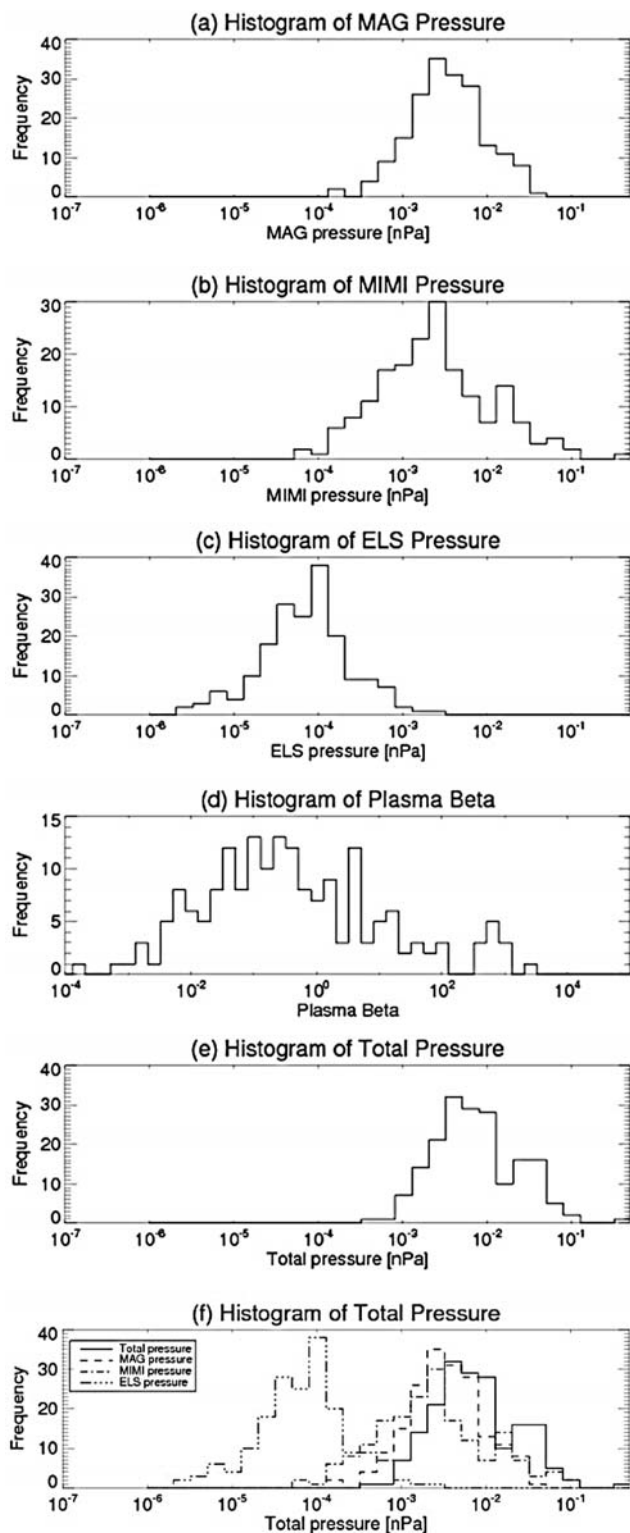 (a) Histogram of MAG Pressure
40
30
20
10
0
Frequency
10⁻⁷ 10⁻⁶ 10⁻⁵ 10⁻⁴ 10⁻³ 10⁻² 10⁻¹
MAG pressure [nPa]
(b) Histogram of MIMI Pressure
30
20
10
0
Frequency
10⁻⁷ 10⁻⁶ 10⁻⁵ 10⁻⁴ 10⁻³ 10⁻² 10⁻¹
MIMI pressure [nPa]
(c) Histogram of ELS Pressure
40
30
20
10
0
Frequency
10⁻⁷ 10⁻⁶ 10⁻⁵ 10⁻⁴ 10⁻³ 10⁻² 10⁻¹
ELS pressure [nPa]
(d) Histogram of Plasma Beta
15
10
5
0
Frequency
10⁻⁴ 10⁻² 10⁰ 10² 10⁴
Plasma Beta
(e) Histogram of Total Pressure
40
30
20
10
0
Frequency
10⁻⁷ 10⁻⁶ 10⁻⁵ 10⁻⁴ 10⁻³ 10⁻² 10⁻¹
Total pressure [nPa]
(f) Histogram of Total Pressure
40
30
20
10
0
Frequency
Total pressure
MAG pressure
MIMI pressure
ELS pressure
10⁻⁷ 10⁻⁶ 10⁻⁵ 10⁻⁴ 10⁻³ 10⁻² 10⁻¹
Total pressure [nPa]